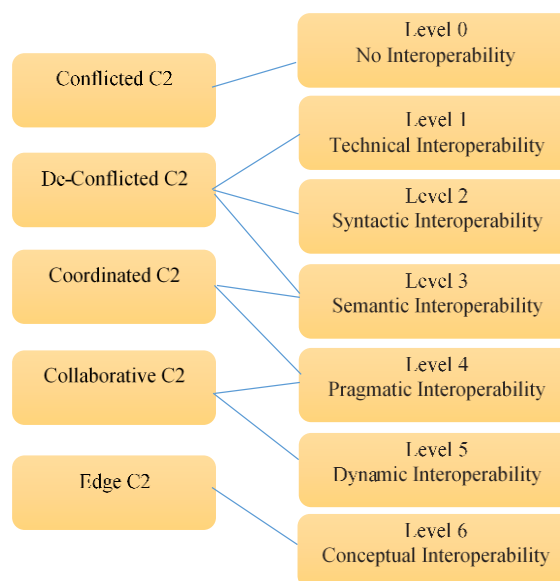 Level 0
No Interoperability
Conflicted C2
Level 1
Technical Interoperability
De-Conflicted C2
Level 2
Syntactic Interoperability
Coordinated C2
Level 3
Semantic Interoperability
Collaborative C2
Level 4
Pragmatic Interoperability
Level 5
Dynamic Interoperability
Edge C2
Level 6
Conceptual Interoperability